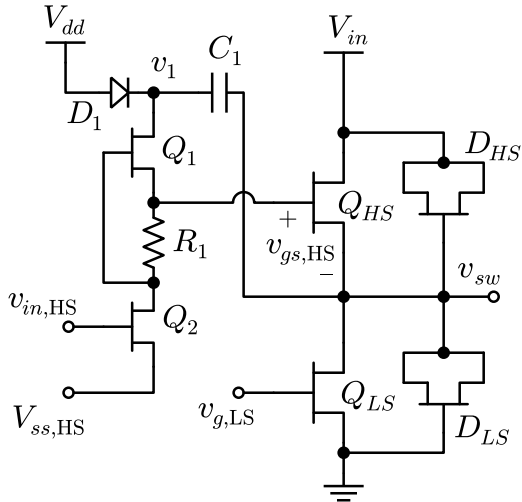 V_dd
V_in
C_1
v_1
D_1
D_HS
Q_1
Q_HS
+
R_1
v_gs,HS
−
v_sw
v_in,HS
Q_2
Q_LS
V_ss,HS
v_g,LS
D_LS